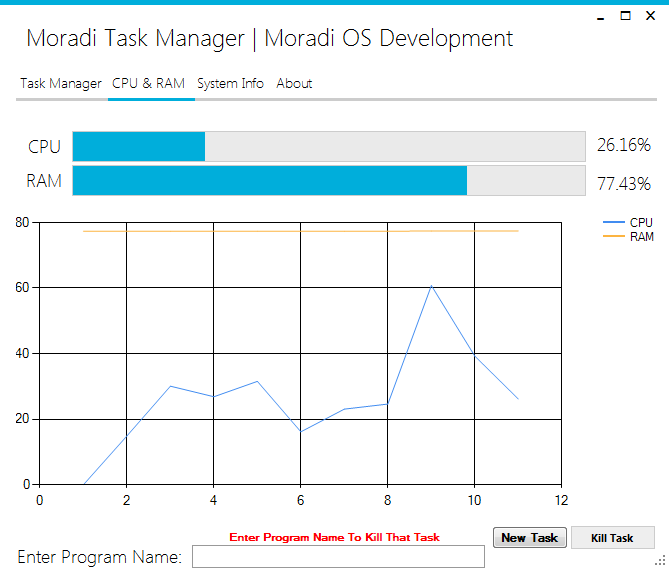 Moradi Task Manager | Moradi OS Development
Task Manager CPU & RAM System Info About
CPU 26.16%
RAM 77.43%
80
60
40
20
0
0 2 4 6 8 10 12
CPU
RAM
Enter Program Name To Kill That Task
New Task Kill Task
Enter Program Name: